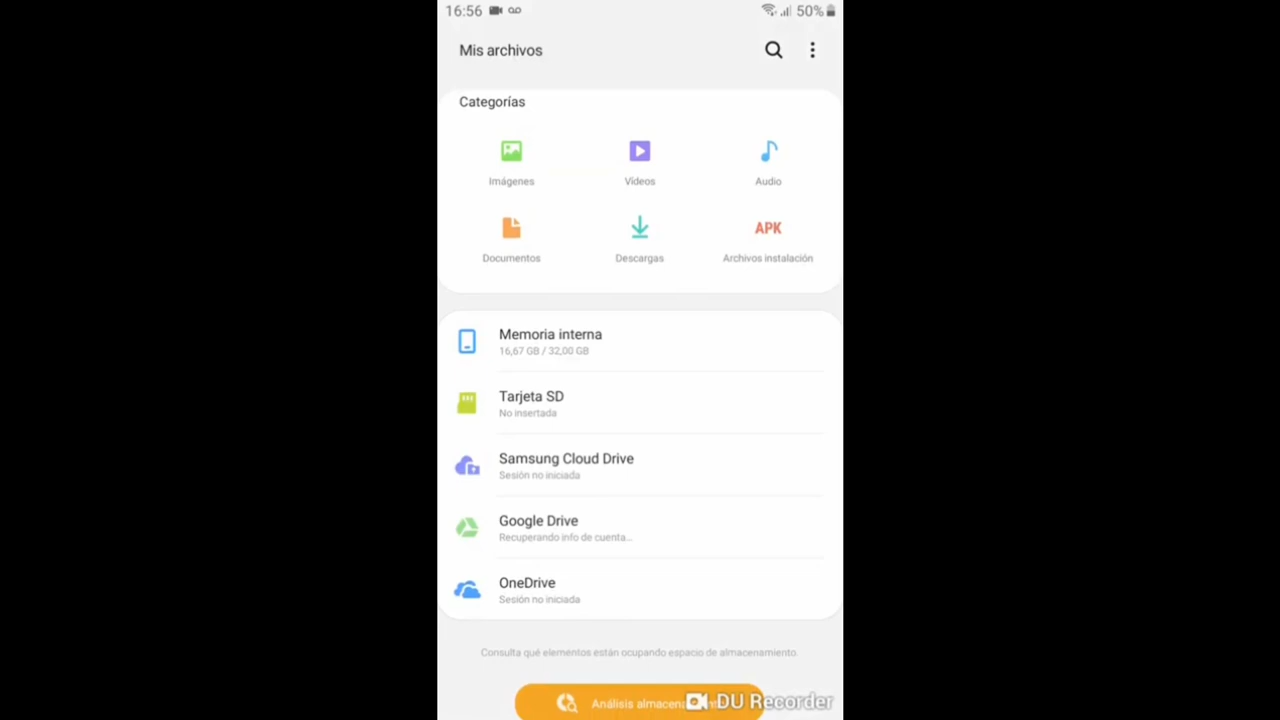 16:56 50%
Mis archivos
Categorías
Imágenes Vídeos Audio
APK
Documentos Descargas Archivos instalación
Memoria interna
16,67 GB / 32,00 GB
Tarjeta SD
No insertada
Samsung Cloud Drive
Sesión no iniciada
Google Drive
Recuperando info de cuenta...
OneDrive
Sesión no iniciada
Consulta qué elementos están ocupando espacio de almacenamiento.
Análisis DU Recorder